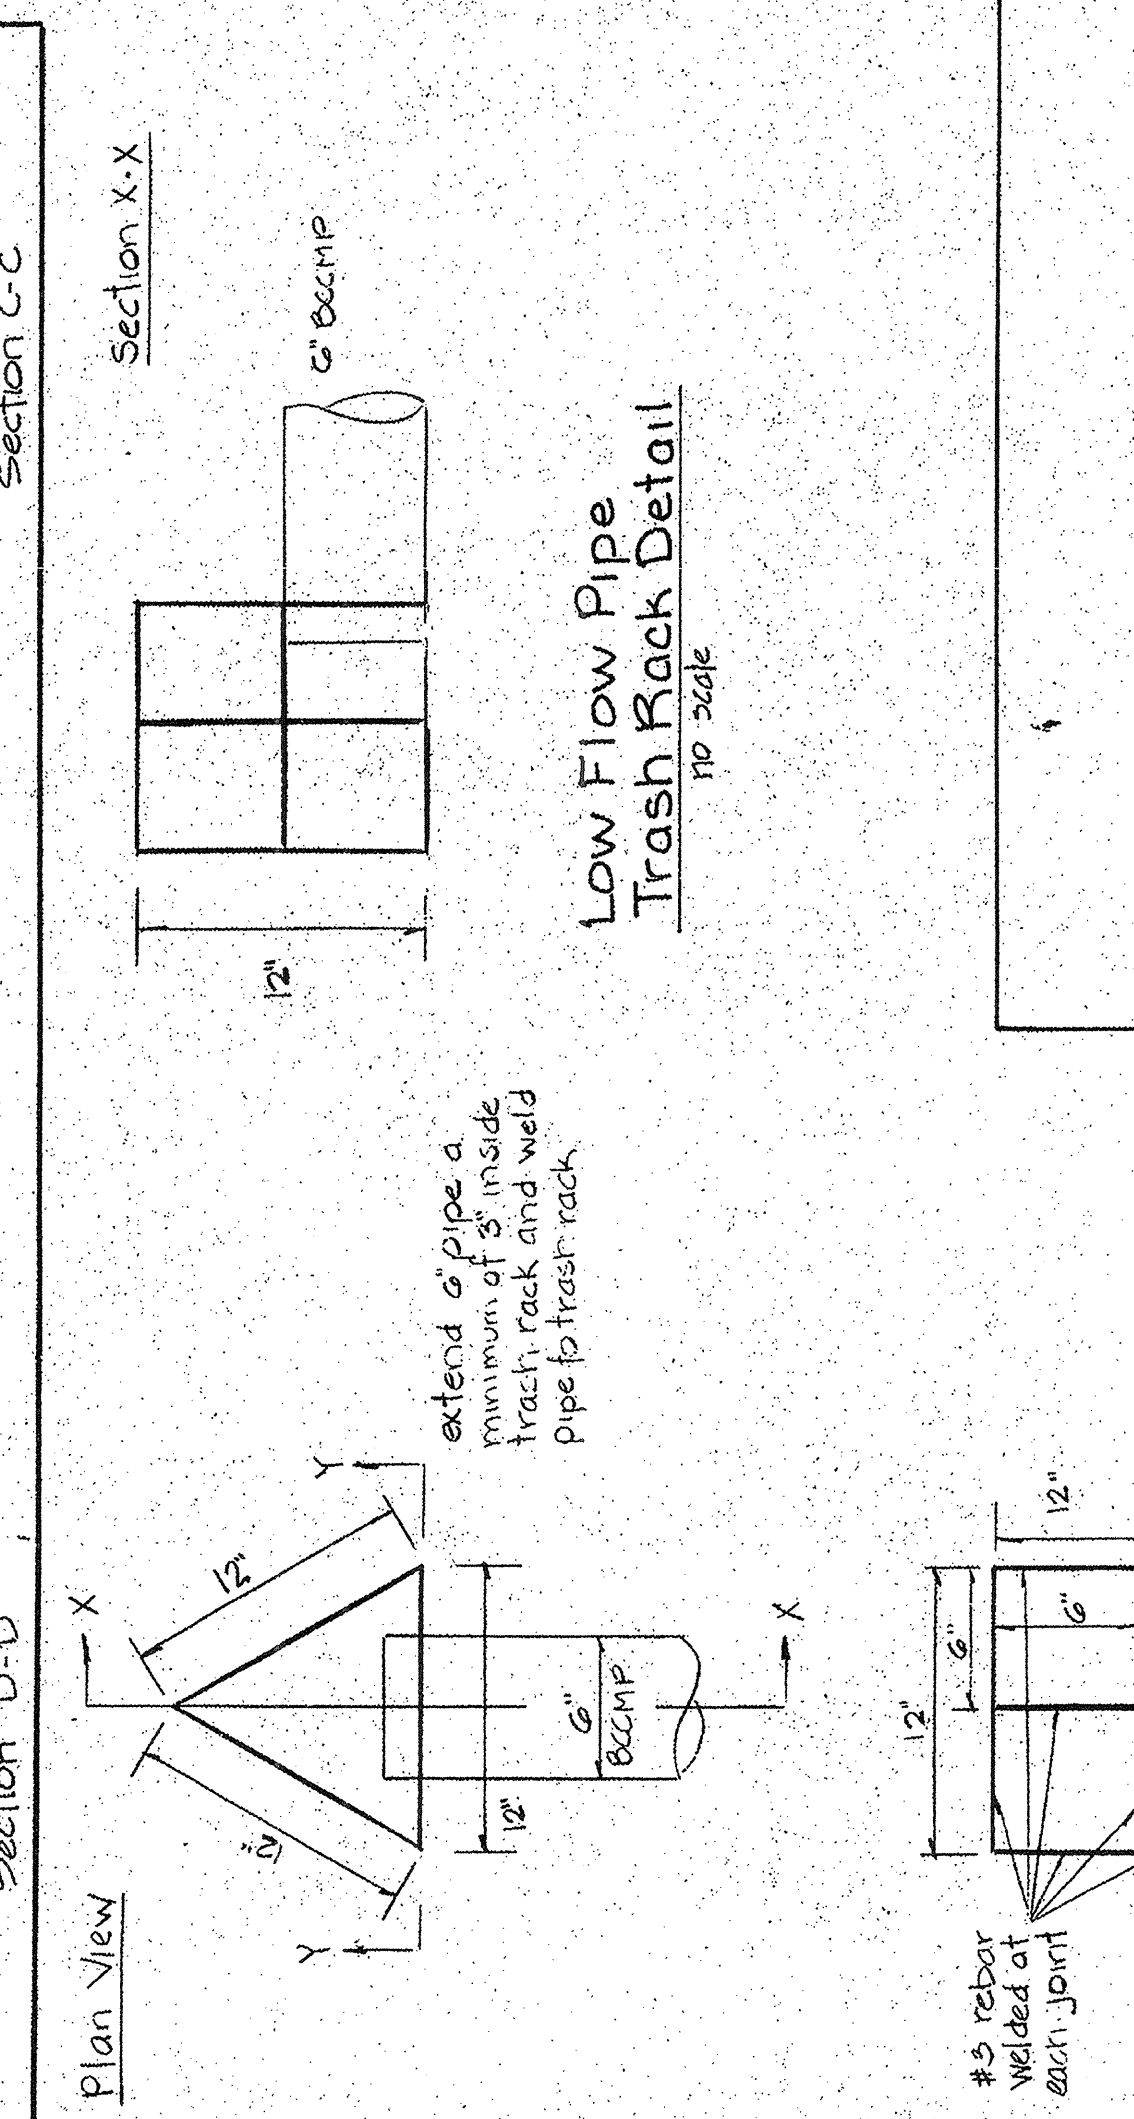 Section D-D
Section C-C
Plan View
Section X-X
X
12"
12"
Y
Y
12"
6"
BCCMP
X
extend 6" pipe a
minimum of 3" inside
trash rack and weld
pipe to trash rack
12"
6" BCCMP
Low Flow Pipe
Trash Rack Detail
no scale
#3 rebar
welded at
each joint
12"
6"
6"
12"